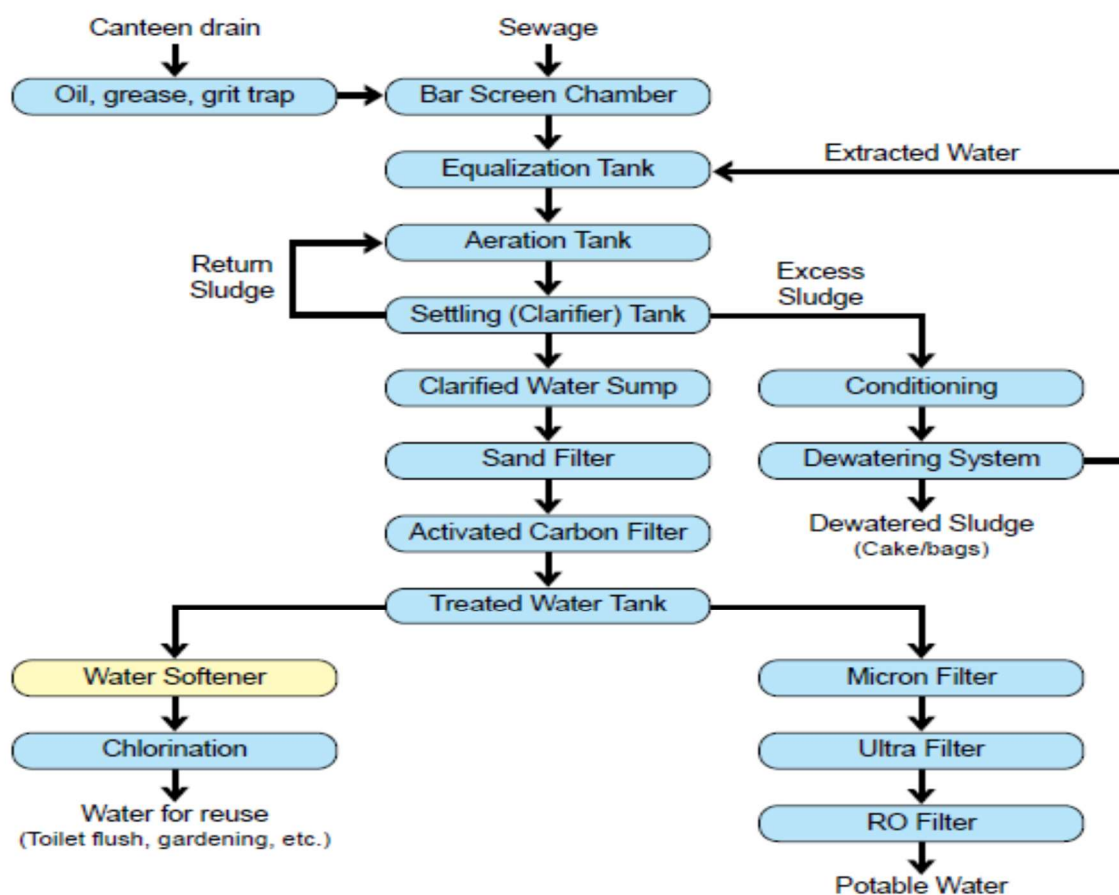 Canteen drain
Sewage
Oil, grease, grit trap
Bar Screen Chamber
Equalization Tank
Extracted Water
Aeration Tank
Return
Sludge
Excess
Sludge
Settling (Clarifier) Tank
Clarified Water Sump
Conditioning
Sand Filter
Dewatering System
Activated Carbon Filter
Dewatered Sludge
(Cake/bags)
Treated Water Tank
Water Softener
Micron Filter
Chlorination
Ultra Filter
Water for reuse
(Toilet flush, gardening, etc.)
RO Filter
Potable Water